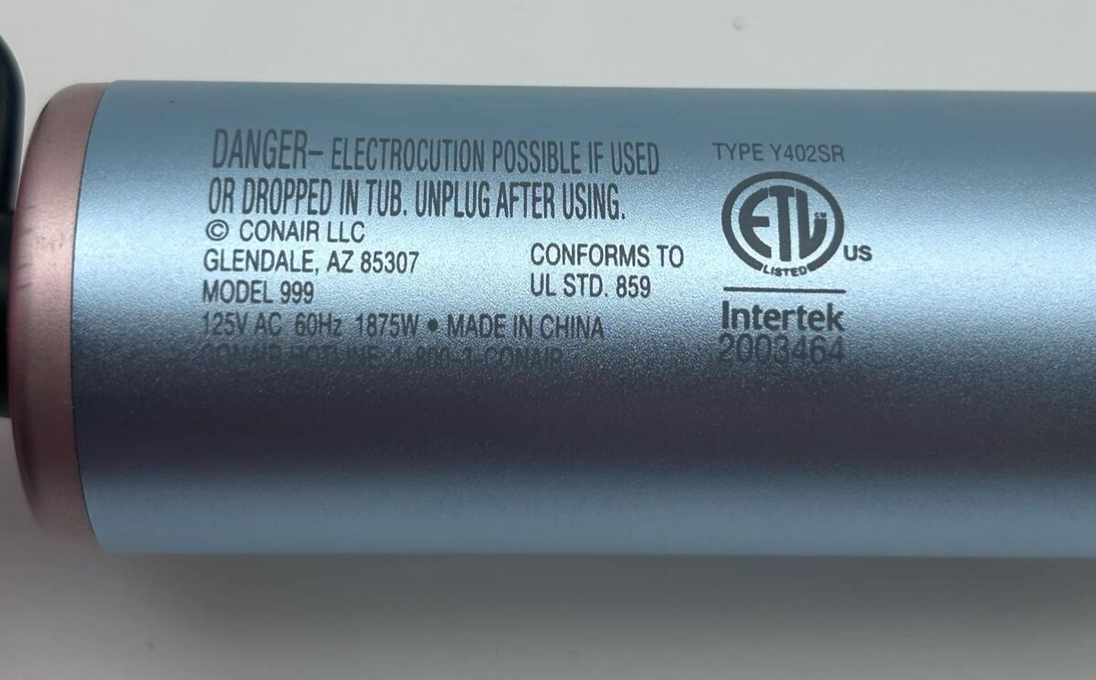 DANGER– ELECTROCUTION POSSIBLE IF USED
OR DROPPED IN TUB. UNPLUG AFTER USING.
© CONAIR LLC
GLENDALE, AZ 85307
MODEL 999
125V AC 60Hz 1875W • MADE IN CHINA
CONAIR HOTLINE 1-800-3-CONAIR
CONFORMS TO
UL STD. 859
TYPE Y402SR
ETL
SM
LISTED
US
Intertek
2003464